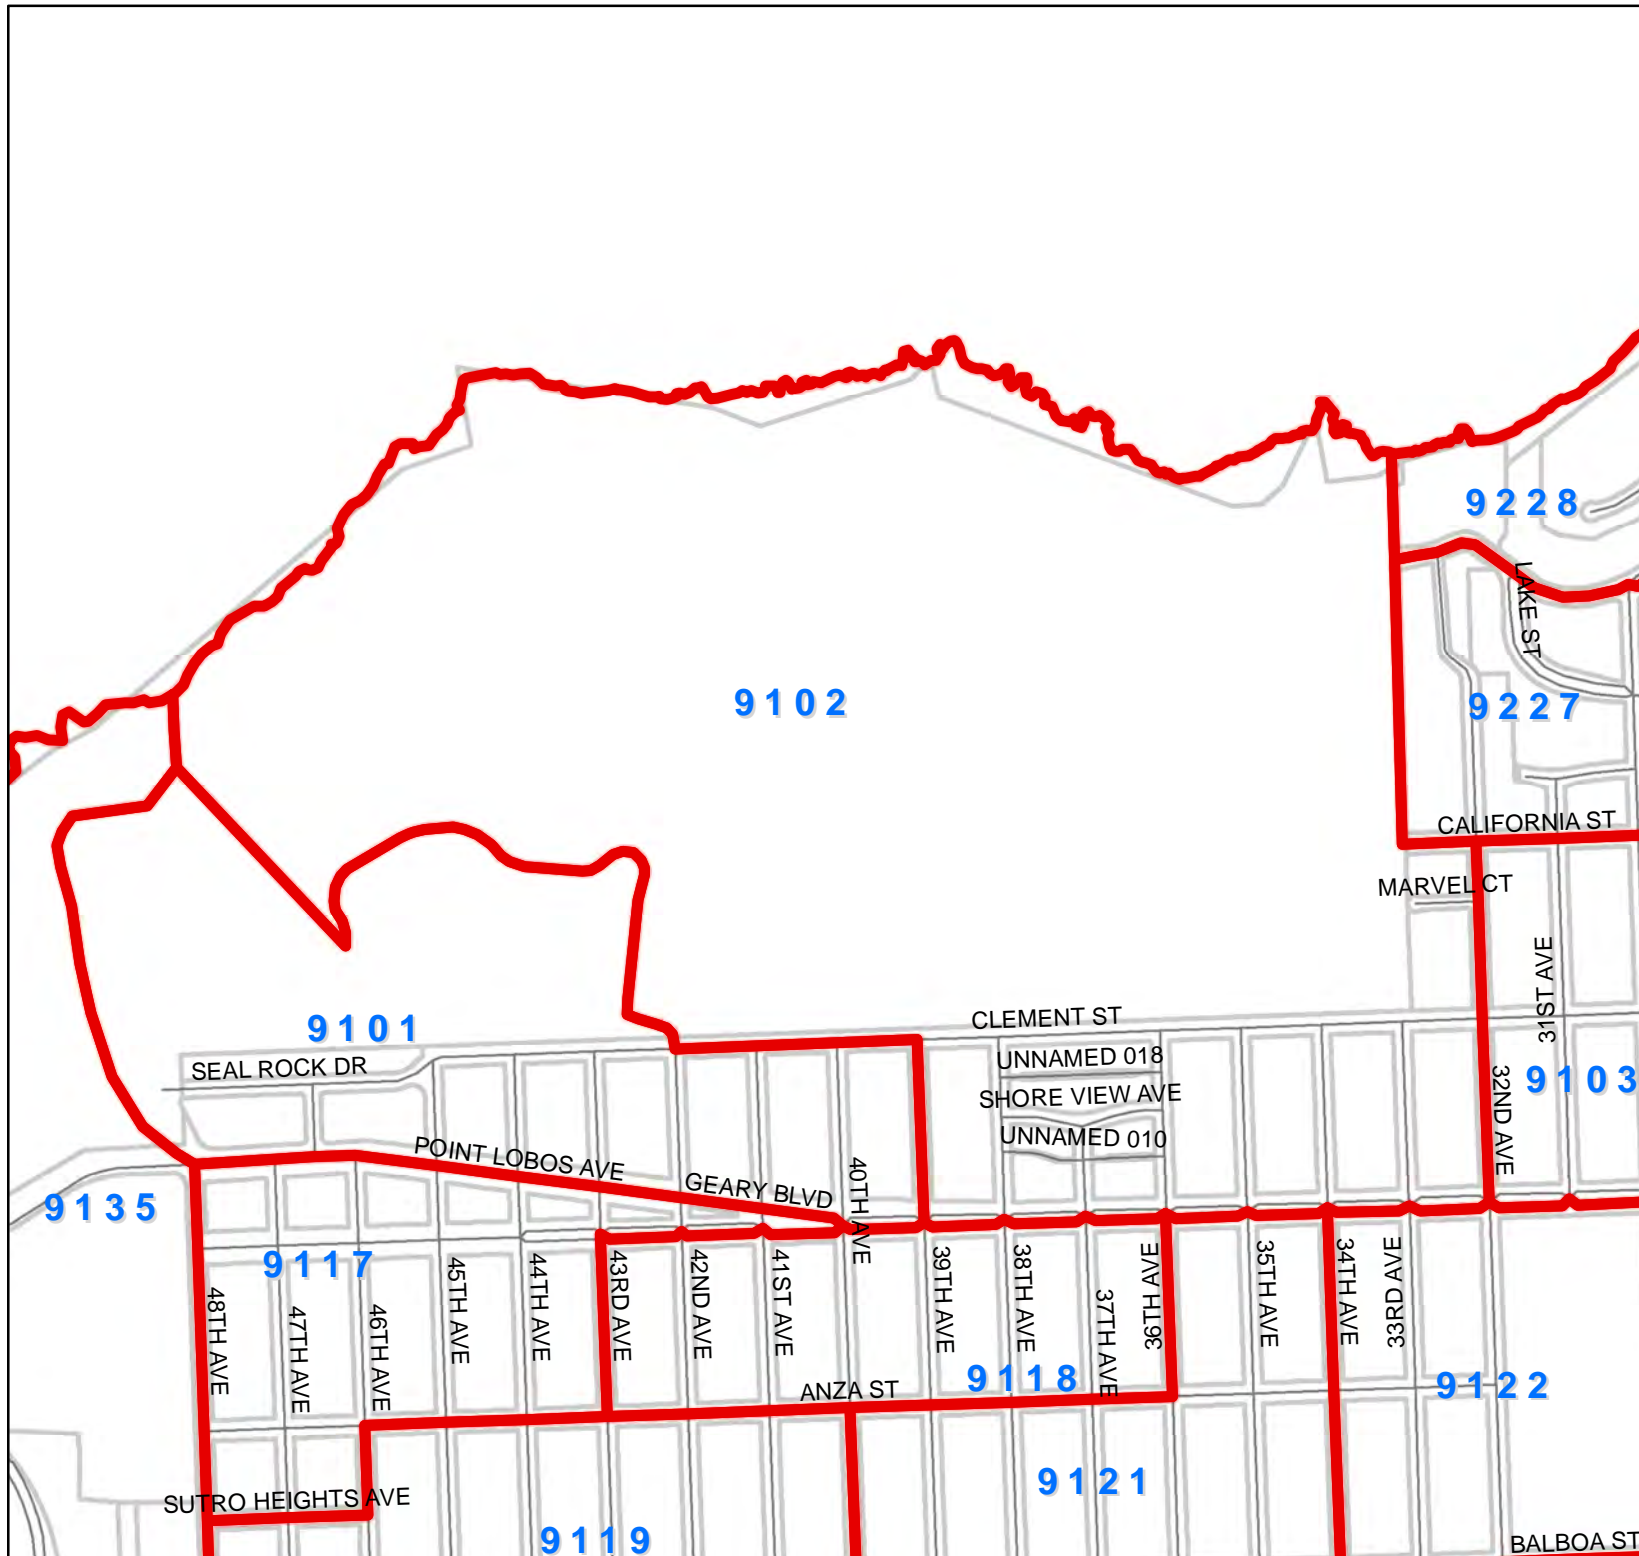 9228
LAKE ST
9102
9227
CALIFORNIA ST
MARVEL CT
31ST AVE
9101
CLEMENT ST
UNNAMED 018
SEAL ROCK DR
9103
SHORE VIEW AVE
32ND AVE
UNNAMED 010
POINT LOBOS AVE
GEARY BLVD
40TH AVE
9135
9117
48TH AVE
47TH AVE
46TH AVE
45TH AVE
44TH AVE
43RD AVE
42ND AVE
41ST AVE
39TH AVE
38TH AVE
37TH AVE
36TH AVE
35TH AVE
34TH AVE
33RD AVE
9118
ANZA ST
9122
9121
SUTRO HEIGHTS AVE
9119
BALBOA ST